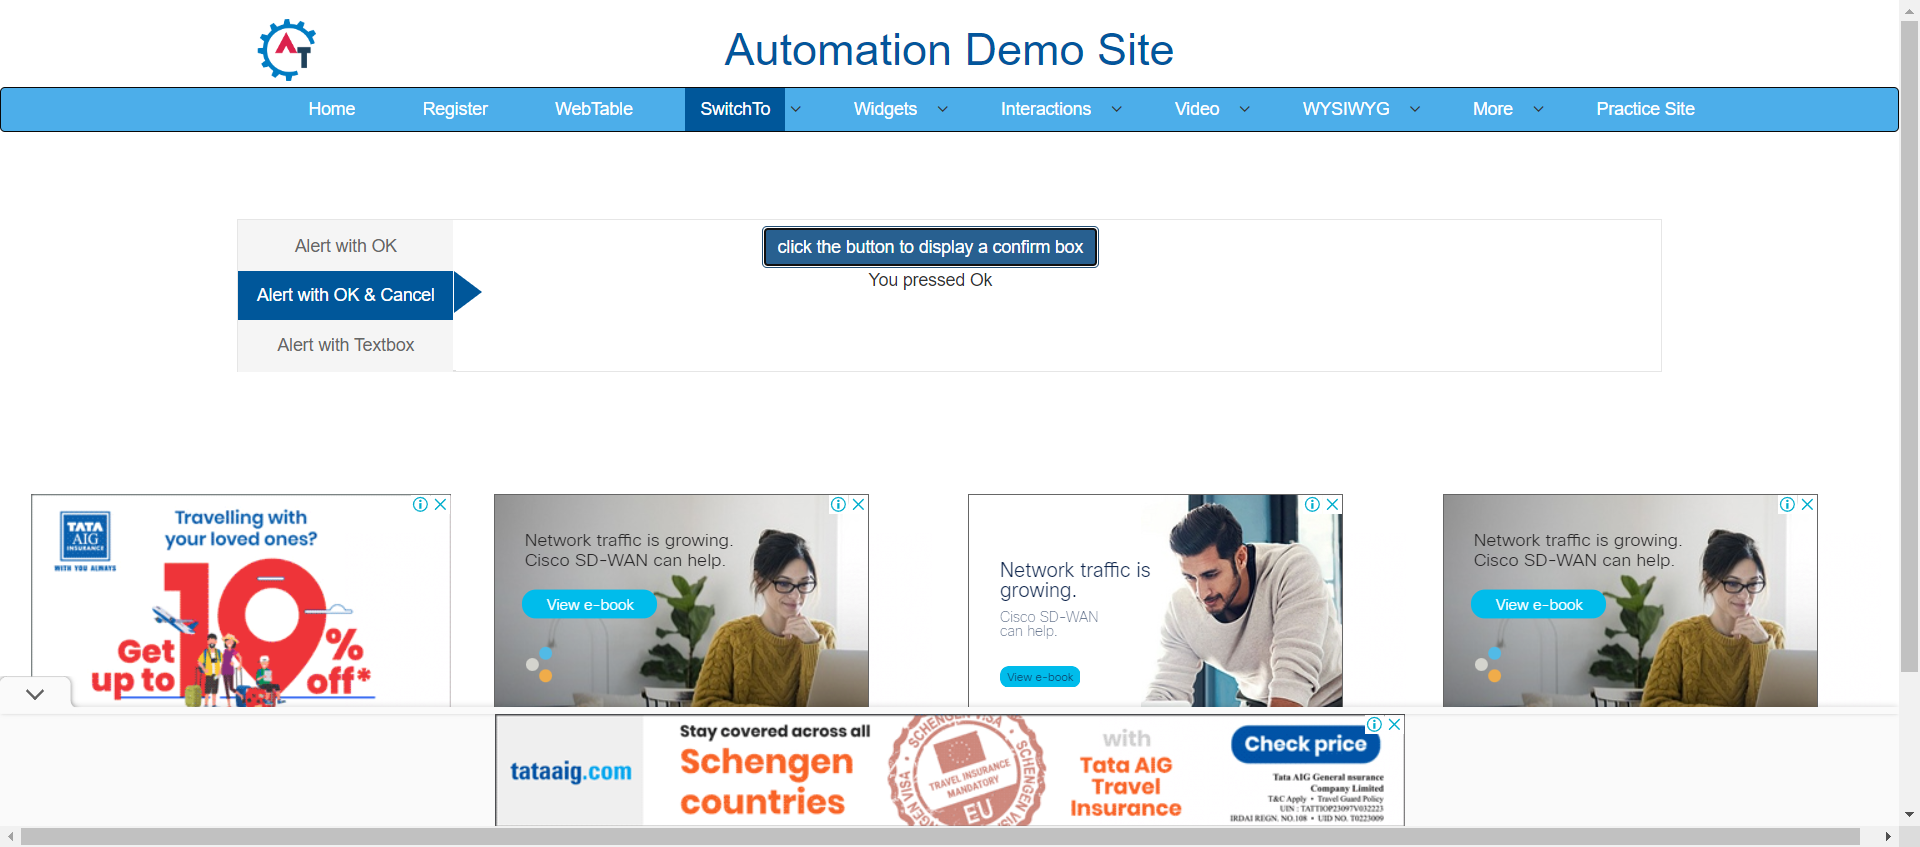 AT
Automation Demo Site
Home Register WebTable SwitchTo Widgets Interactions Video WYSIWYG More Practice Site
Alert with OK
Alert with OK & Cancel
Alert with Textbox
click the button to display a confirm box
You pressed Ok
TATA
AIG
INSURANCE
WITH YOU ALWAYS
Travelling with
your loved ones?
Get
up to
10%
off*
Network traffic is growing.
Cisco SD-WAN can help.
View e-book
Network traffic is
growing.
Cisco SD-WAN
can help.
View e-book
Network traffic is growing.
Cisco SD-WAN can help.
View e-book
tataaig.com
Stay covered across all
Schengen
countries
SCHENGEN VISA
TRAVEL INSURANCE
MANDATORY
EU
with
Tata AIG
Travel
Insurance
Check price
Tata AIG General nsurance
Company Limited
T&C Apply • Travel Guard Policy
UIN : TATTIOP23097V032223
IRDAI REGN. NO.108 • UID NO. T0223009